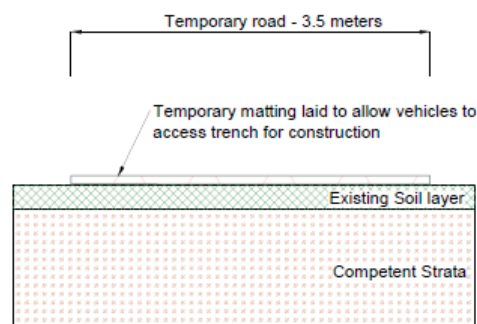 Temporary road - 3.5 meters
Temporary matting laid to allow vehicles to
access trench for construction
Existing Soil layer
Competent Strata